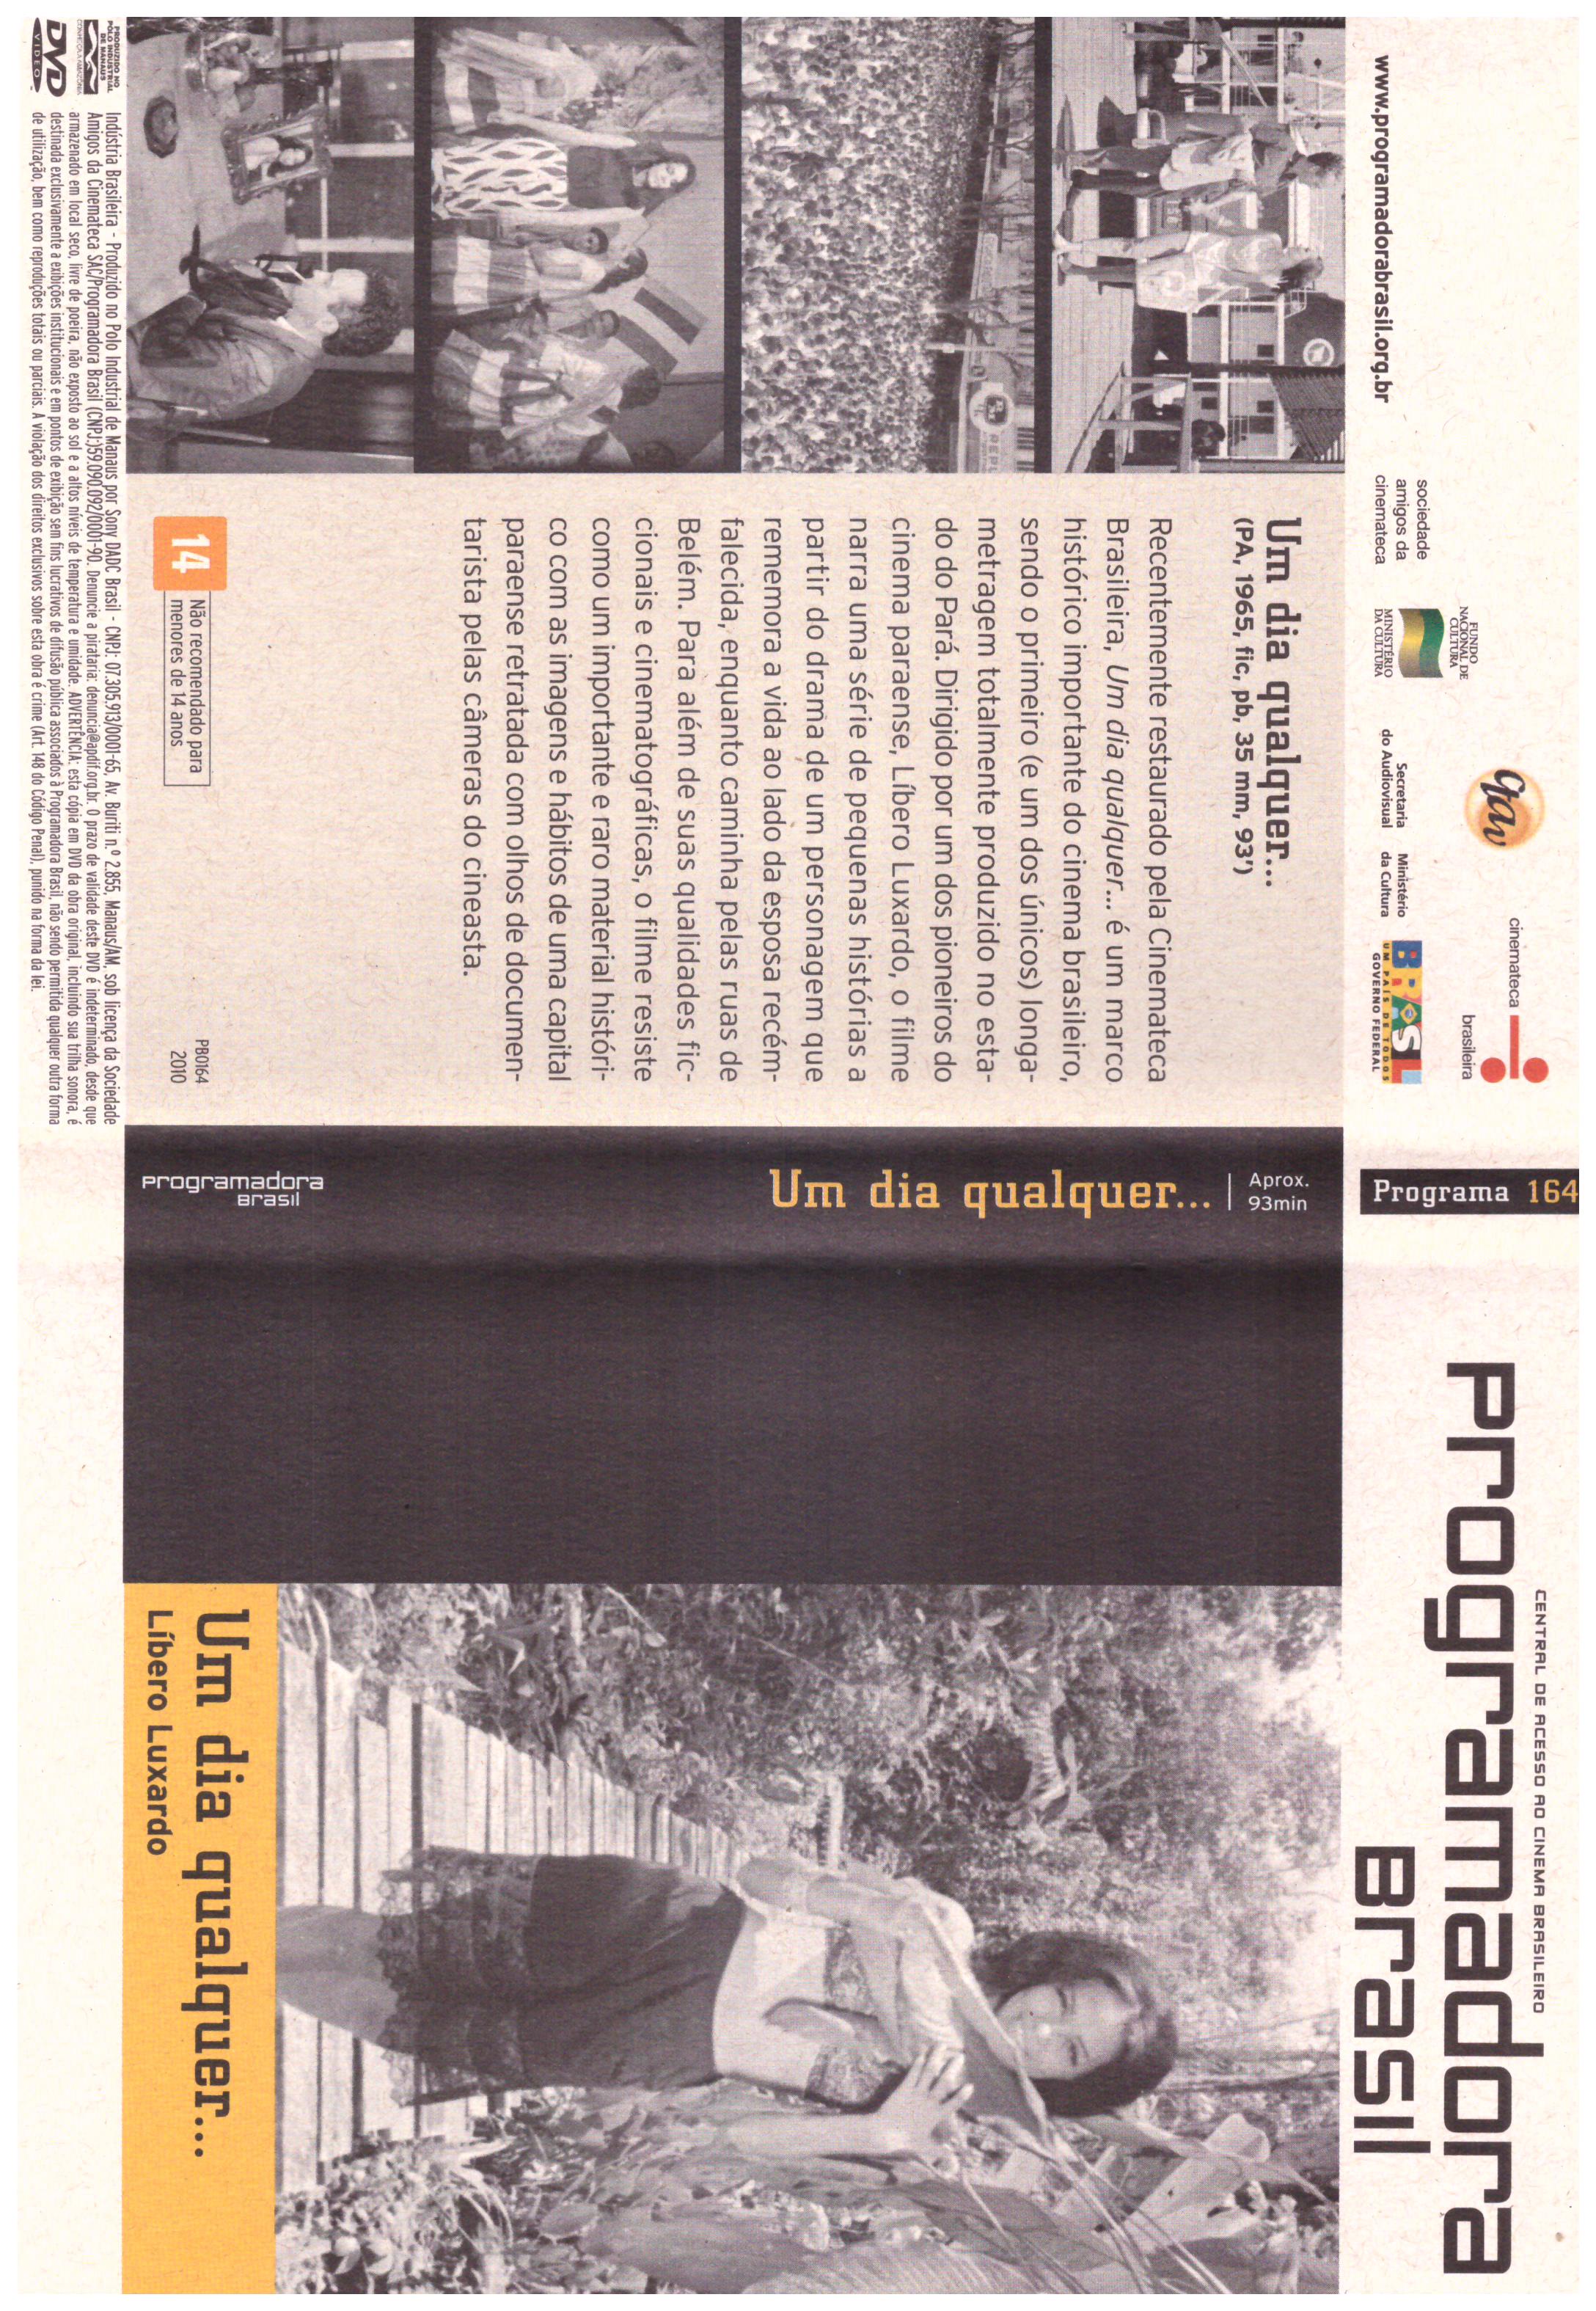 www.programadorabrasil.org.br
sociedade
amigos da
cinemateca
FUNDO
NACIONAL DE
CULTURA
MINISTÉRIO
DA CULTURA
ctav
Secretaria
do Audiovisual
Ministério
da Cultura
cinemateca
brasileira
BRASIL
UM PAÍS DE TODOS
GOVERNO FEDERAL
Um dia qualquer...
(PA, 1965, fic, pb, 35 mm, 93')
Recentemente restaurado pela Cinemateca
Brasileira, Um dia qualquer... é um marco
histórico importante do cinema brasileiro,
sendo o primeiro (e um dos únicos) longa-
metragem totalmente produzido no esta-
do do Pará. Dirigido por um dos pioneiros do
cinema paraense, Líbero Luxardo, o filme
narra uma série de pequenas histórias a
partir do drama de um personagem que
rememora a vida ao lado da esposa recém-
falecida, enquanto caminha pelas ruas de
Belém. Para além de suas qualidades fic-
cionais e cinematográficas, o filme resiste
como um importante e raro material históri-
co com as imagens e hábitos de uma capital
paraense retratada com olhos de documen-
tarista pelas câmeras do cineasta.
14
Não recomendado para
menores de 14 anos
PB0164
2010
PRODUZIDO NO
POLO INDUSTRIAL
DE MANAUS
CONHEÇA A AMAZÔNIA
DVD
VIDEO
Indústria Brasileira - Produzido no Polo Industrial de Manaus por Sony DADC Brasil - CNPJ: 07.305.913/0001-65, Av. Buriti n.º 2.855, Manaus/AM, sob licença da Sociedade
Amigos da Cinemateca SAC/Programadora Brasil (CNPJ:)59.090.092/0001-90. Denuncie a pirataria: denuncia@apdif.org.br. O prazo de validade deste DVD é indeterminado, desde que
armazenado em local seco, livre de poeira, não exposto ao sol e a altos níveis de temperatura e umidade. ADVERTÊNCIA: esta cópia em DVD da obra original, incluindo sua trilha sonora, é
destinada exclusivamente a exibições institucionais e em pontos de exibição sem fins lucrativos de difusão pública associados à Programadora Brasil, não sendo permitida qualquer outra forma
de utilização, bem como reproduções totais ou parciais. A violação dos direitos exclusivos sobre esta obra é crime (Art. 148 do Código Penal), punido na forma da lei.
Programa 164
Aprox.
93min
Um dia qualquer...
programadora
Brasil
CENTRAL DE ACESSO AO CINEMA BRASILEIRO
programadora
Brasil
Um dia qualquer...
Líbero Luxardo